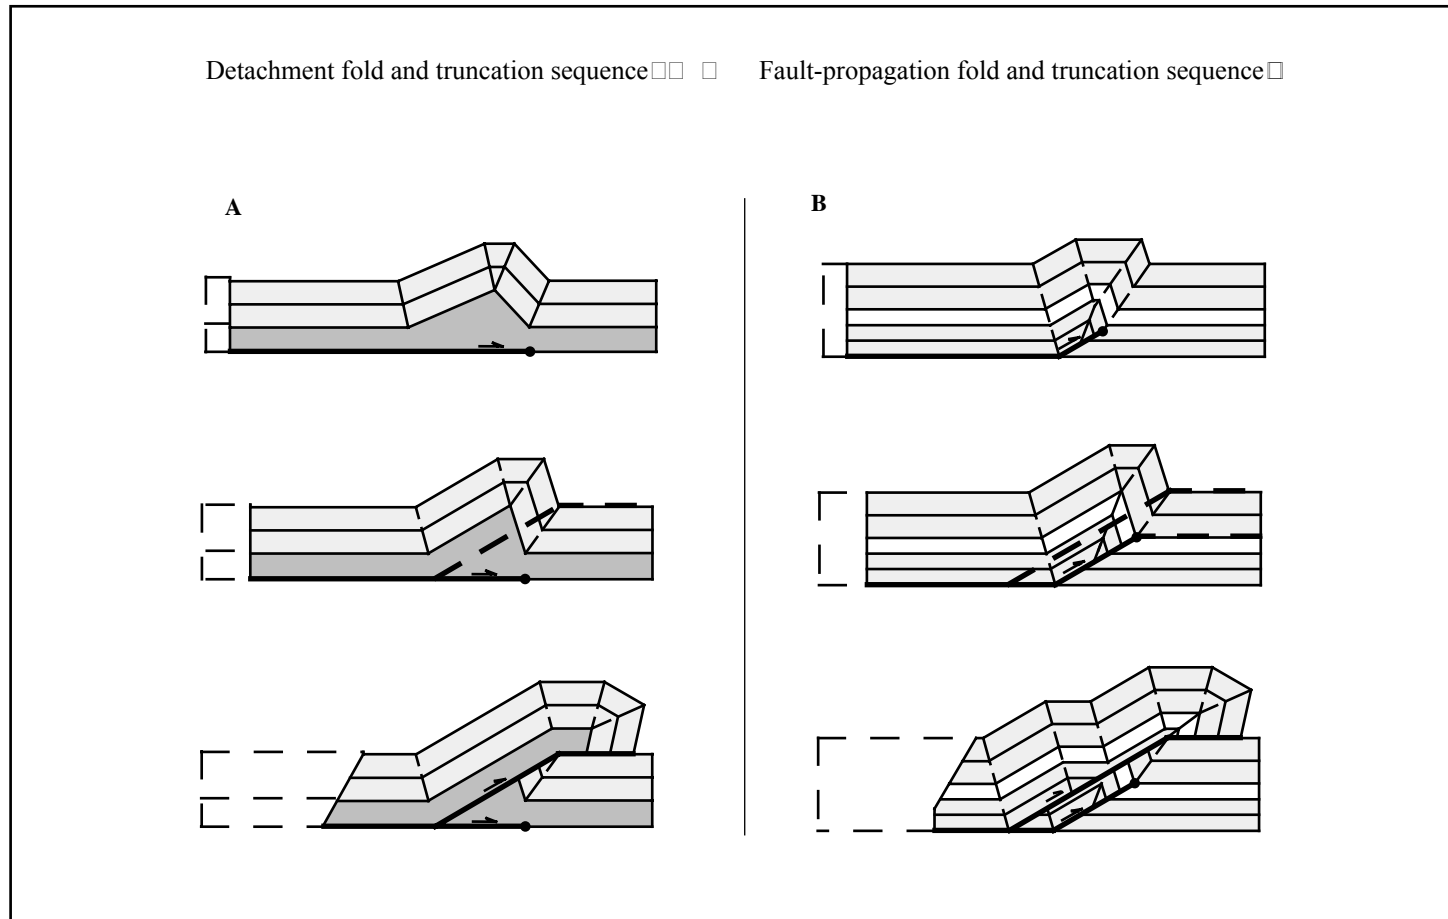 Detachment fold and truncation sequence
Fault-propagation fold and truncation sequence
A
B